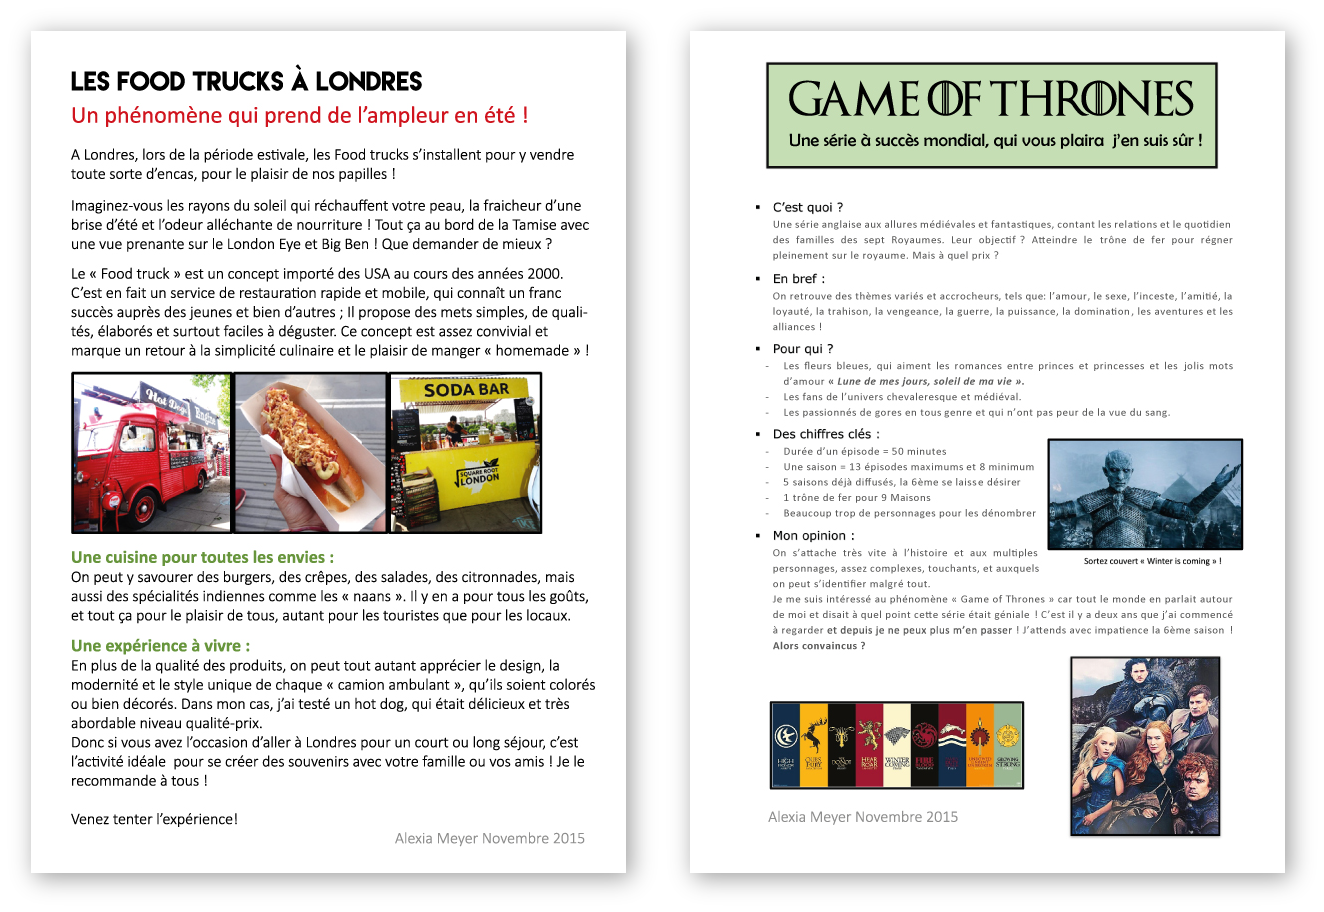 LES FOOD TRUCKS À LONDRES
Un phénomène qui prend de l’ampleur en été !
A Londres, lors de la période estivale, les Food trucks s’installent pour y vendre
toute sorte d’encas, pour le plaisir de nos papilles !
Imaginez-vous les rayons du soleil qui réchauffent votre peau, la fraicheur d’une
brise d’été et l’odeur alléchante de nourriture ! Tout ça au bord de la Tamise avec
une vue prenante sur le London Eye et Big Ben ! Que demander de mieux ?
Le « Food truck » est un concept importé des USA au cours des années 2000.
C’est en fait un service de restauration rapide et mobile, qui connaît un franc
succès auprès des jeunes et bien d’autres ; Il propose des mets simples, de quali-
tés, élaborés et surtout faciles à déguster. Ce concept est assez convivial et
marque un retour à la simplicité culinaire et le plaisir de manger « homemade » !
Hot Dogs
SODA BAR
SQUARE ROOT
LONDON
Une cuisine pour toutes les envies :
On peut y savourer des burgers, des crêpes, des salades, des citronnades, mais
aussi des spécialités indiennes comme les « naans ». Il y en a pour tous les goûts,
et tout ça pour le plaisir de tous, autant pour les touristes que pour les locaux.
Une expérience à vivre :
En plus de la qualité des produits, on peut tout autant apprécier le design, la
modernité et le style unique de chaque « camion ambulant », qu’ils soient colorés
ou bien décorés. Dans mon cas, j’ai testé un hot dog, qui était délicieux et très
abordable niveau qualité-prix.
Donc si vous avez l’occasion d’aller à Londres pour un court ou long séjour, c’est
l’activité idéale  pour se créer des souvenirs avec votre famille ou vos amis ! Je le
recommande à tous !
Venez tenter l’expérience!
Alexia Meyer Novembre 2015
GAME OF THRONES
Une série à succès mondial, qui vous plaira  j’en suis sûr !
▪ C’est quoi ?
Une série anglaise aux allures médiévales et fantastiques, contant les relations et le quotidien
des familles des sept Royaumes. Leur objectif ? Atteindre le trône de fer pour régner
pleinement sur le royaume. Mais à quel prix ?
▪ En bref :
On retrouve des thèmes variés et accrocheurs, tels que: l’amour, le sexe, l’inceste, l’amitié, la
loyauté, la trahison, la vengeance, la guerre, la puissance, la domination, les aventures et les
alliances !
▪ Pour qui ?
- Les fleurs bleues, qui aiment les romances entre princes et princesses et les jolis mots
d’amour « Lune de mes jours, soleil de ma vie ».
- Les fans de l’univers chevaleresque et médiéval.
- Les passionnés de gores en tous genre et qui n’ont pas peur de la vue du sang.
▪ Des chiffres clés :
- Durée d’un épisode = 50 minutes
- Une saison = 13 épisodes maximums et 8 minimum
- 5 saisons déjà diffusés, la 6ème se laisse désirer
- 1 trône de fer pour 9 Maisons
- Beaucoup trop de personnages pour les dénombrer
Sortez couvert « Winter is coming » !
▪ Mon opinion :
On s’attache très vite à l’histoire et aux multiples
personnages, assez complexes, touchants, et auxquels
on peut s’identifier malgré tout.
Je me suis intéressé au phénomène « Game of Thrones » car tout le monde en parlait autour
de moi et disait à quel point cette série était géniale ! C’est il y a deux ans que j’ai commencé
à regarder et depuis je ne peux plus m’en passer ! J’attends avec impatience la 6ème saison !
Alors convaincus ?
HIGH
OURS
FURY
DO NOT
HEAR
ROAR
WINTER
COMING
FIRE
GROWING
STRONG
Alexia Meyer Novembre 2015